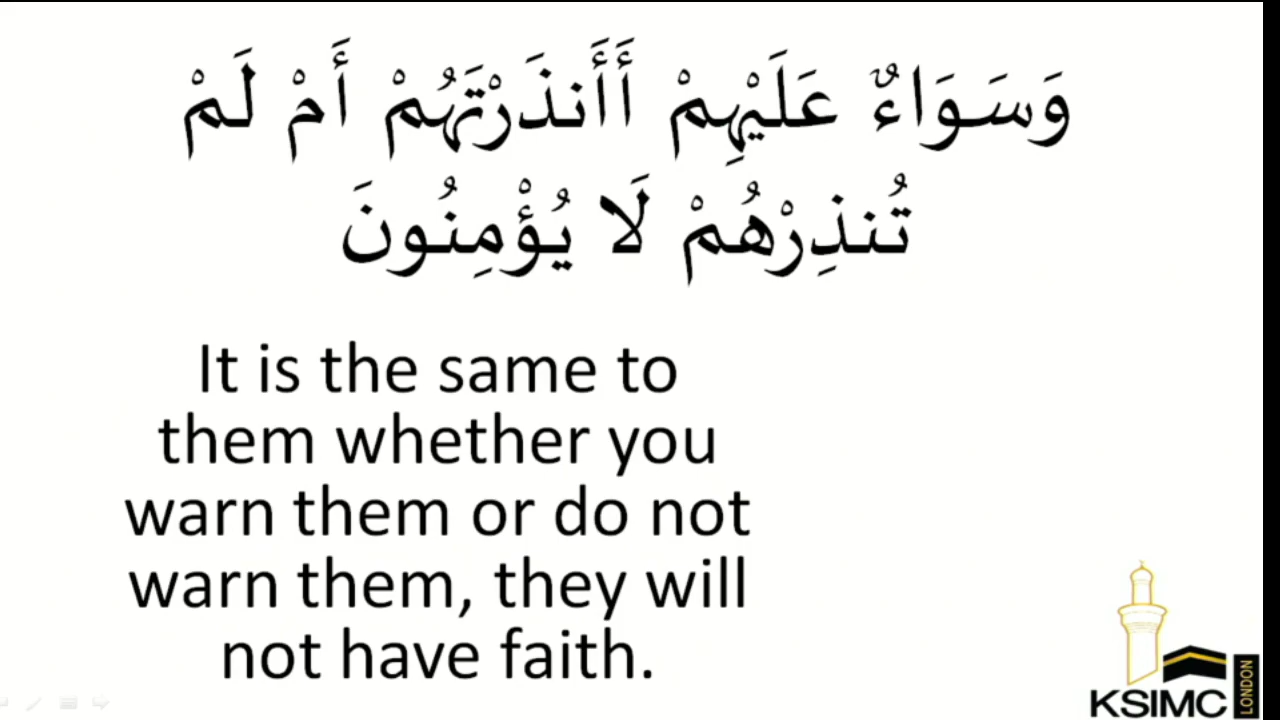 وَسَوَاءٌ عَلَيْهِمْ أَأَنذَرْتَهُمْ أَمْ لَمْ
تُنذِرْهُمْ لَا يُؤْمِنُونَ
It is the same to
them whether you
warn them or do not
warn them, they will
not have faith.
KSIMC LONDON